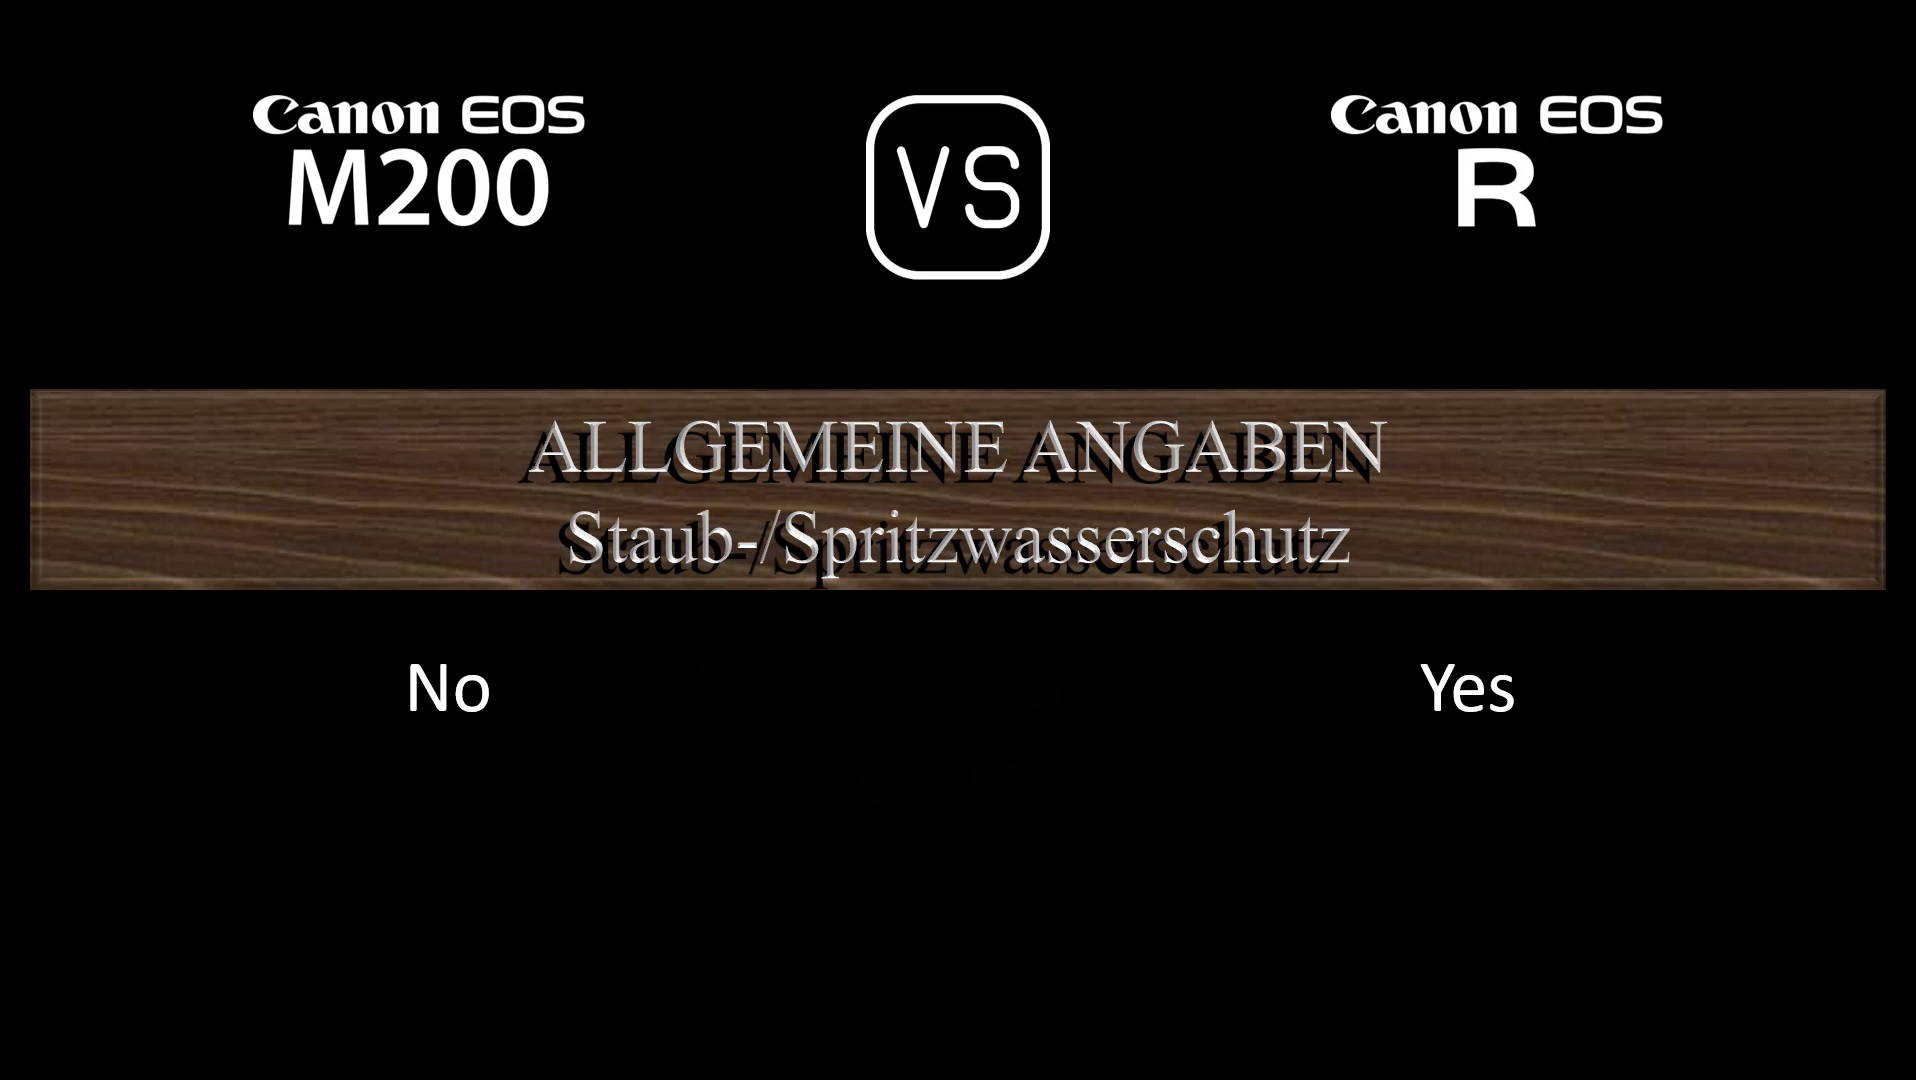 Canon EOS
M200
VS
Canon EOS
R
ALLGEMEINE ANGABEN
Staub-/Spritzwasserschutz
No
Yes